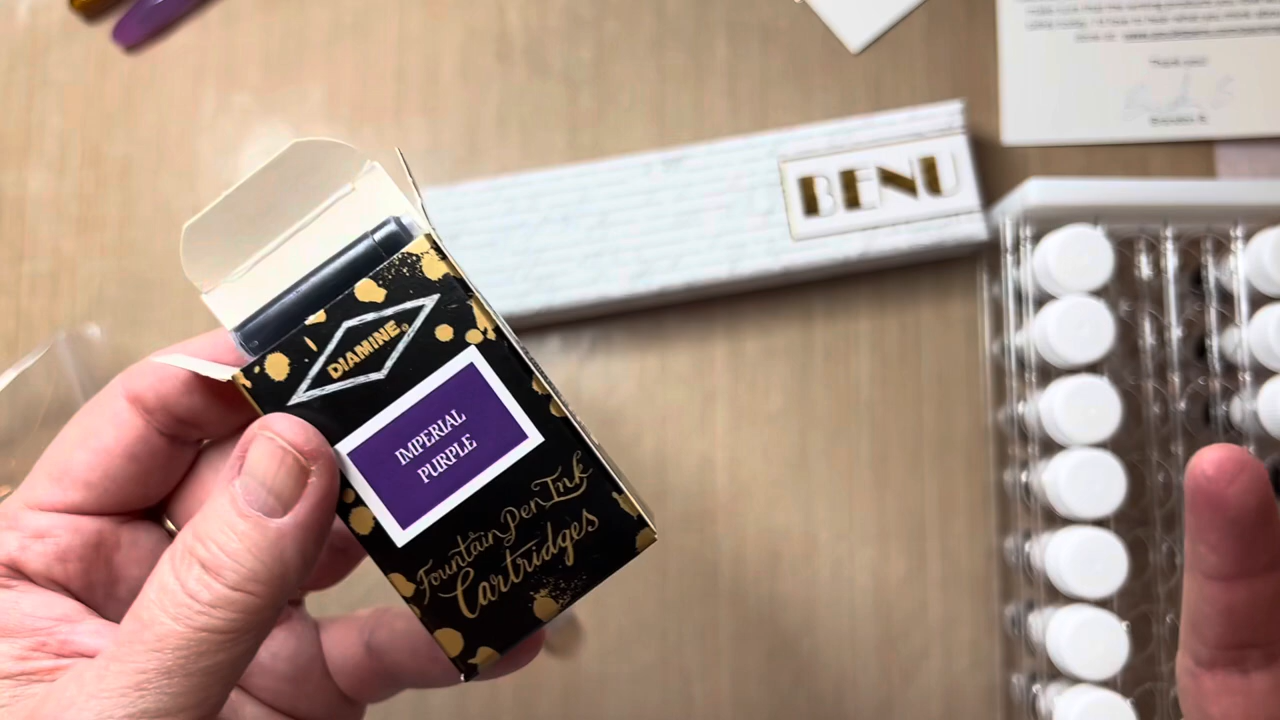 DIAMINE
IMPERIAL
PURPLE
Fountain Pen Ink
Cartridges
BENU